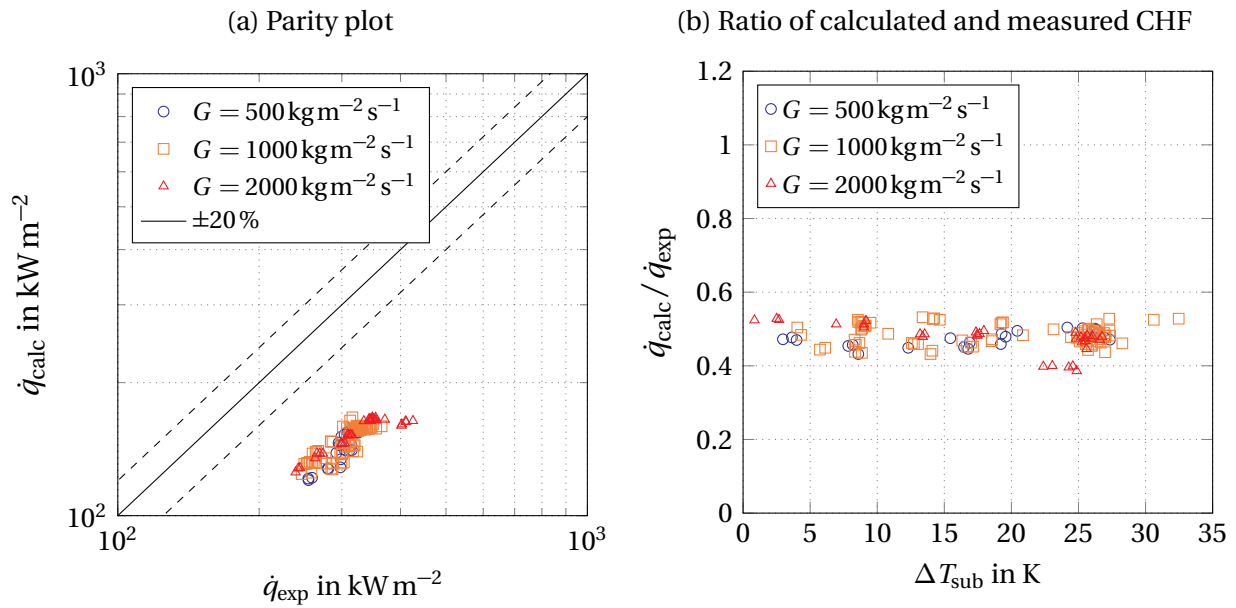 (a) Parity plot
10³
G = 500 kg m⁻² s⁻¹
G = 1000 kg m⁻² s⁻¹
G = 2000 kg m⁻² s⁻¹
±20 %
q̇calc in kW m⁻²
10²
10² 10³
q̇exp in kW m⁻²
(b) Ratio of calculated and measured CHF
1.2
1
0.8
0.6
0.4
0.2
0
G = 500 kg m⁻² s⁻¹
G = 1000 kg m⁻² s⁻¹
G = 2000 kg m⁻² s⁻¹
q̇calc / q̇exp
0 5 10 15 20 25 30 35
ΔTsub in K